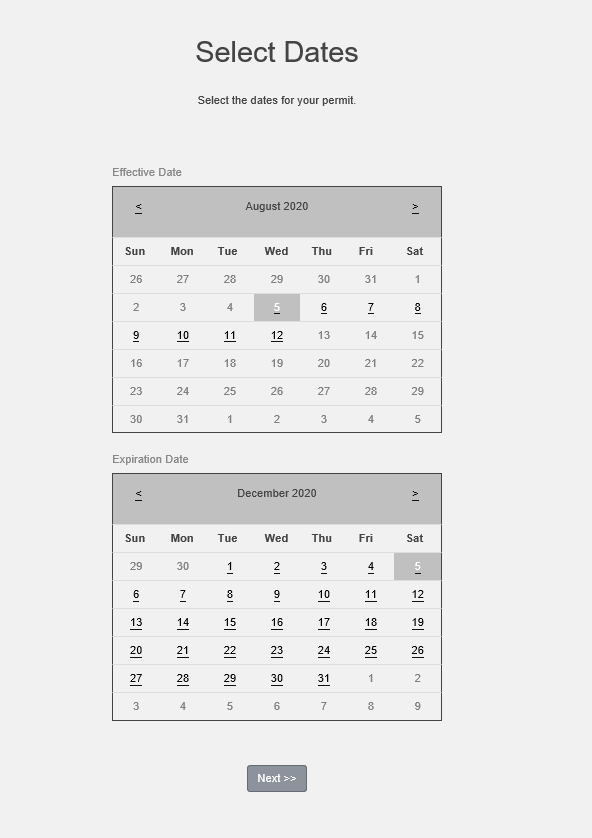 Select Dates
Select the dates for your permit.
Effective Date
< August 2020 >
Sun Mon Tue Wed Thu Fri Sat
26 27 28 29 30 31 1
2 3 4 5 6 7 8
9 10 11 12 13 14 15
16 17 18 19 20 21 22
23 24 25 26 27 28 29
30 31 1 2 3 4 5
Expiration Date
< December 2020 >
Sun Mon Tue Wed Thu Fri Sat
29 30 1 2 3 4 5
6 7 8 9 10 11 12
13 14 15 16 17 18 19
20 21 22 23 24 25 26
27 28 29 30 31 1 2
3 4 5 6 7 8 9
Next >>